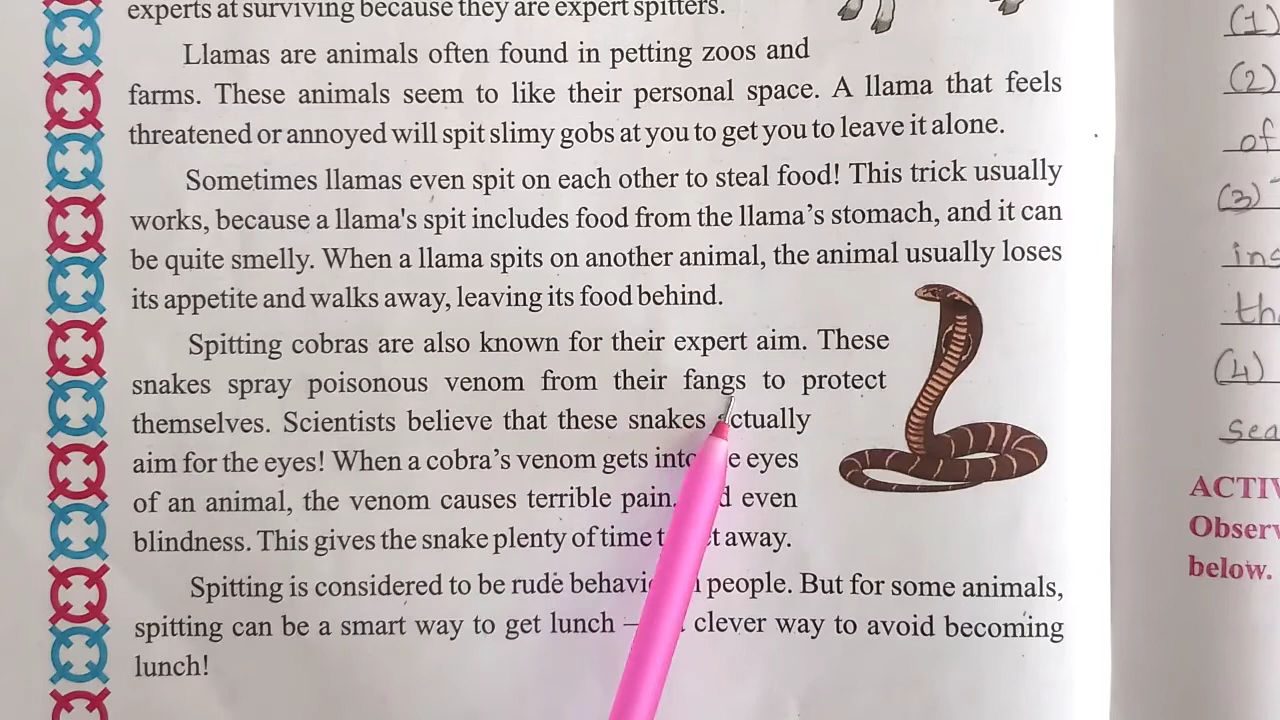 experts at surviving because they are expert spitters.
Llamas are animals often found in petting zoos and
farms. These animals seem to like their personal space. A llama that feels
threatened or annoyed will spit slimy gobs at you to get you to leave it alone.
Sometimes llamas even spit on each other to steal food! This trick usually
works, because a llama's spit includes food from the llama's stomach, and it can
be quite smelly. When a llama spits on another animal, the animal usually loses
its appetite and walks away, leaving its food behind.
Spitting cobras are also known for their expert aim. These
snakes spray poisonous venom from their fangs to protect
themselves. Scientists believe that these snakes actually
aim for the eyes! When a cobra's venom gets into eyes
of an animal, the venom causes terrible pain, even
blindness. This gives the snake plenty of time away.
Spitting is considered to be rude people. But for some animals,
spitting can be a smart way to get lunch – clever way to avoid becoming
lunch!
(1)
(2)
of
(3)
(4)
ACTIV
Observ
below.